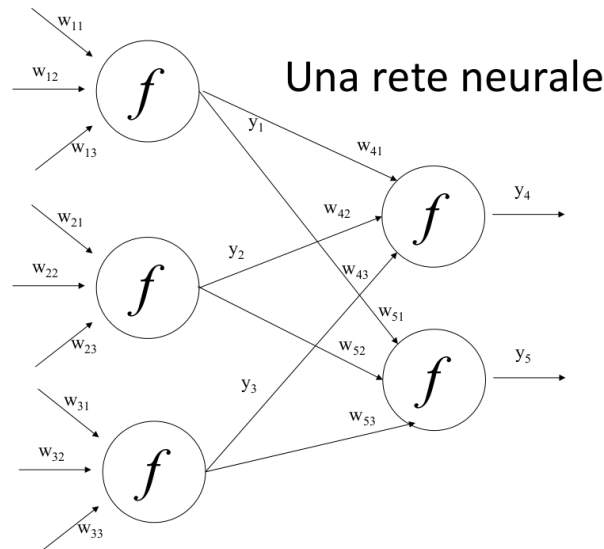 Una rete neurale
w11
w12
w13
f
y1
w41
w21
w22
w23
f
y2
w42
w43
f
y4
w31
w32
w33
f
y3
w51
w52
w53
f
y5